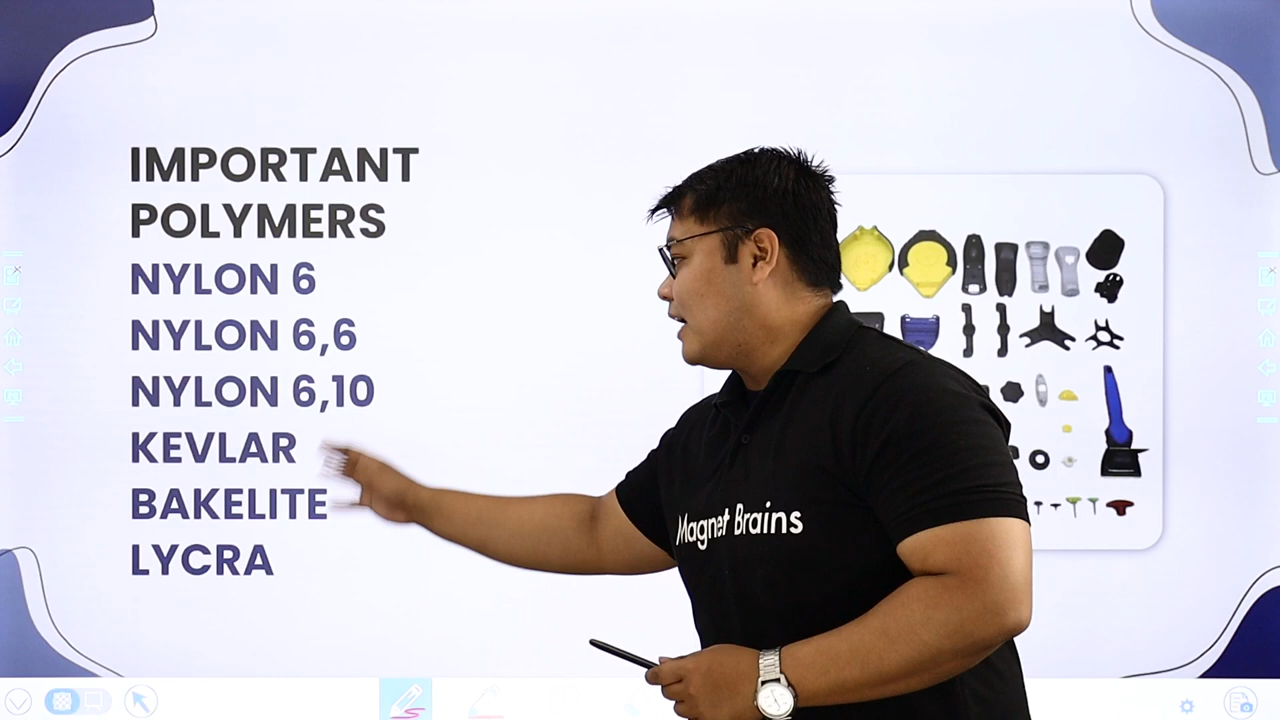 IMPORTANT
POLYMERS
NYLON 6
NYLON 6,6
NYLON 6,10
KEVLAR
BAKELITE
LYCRA
Magnet Brains